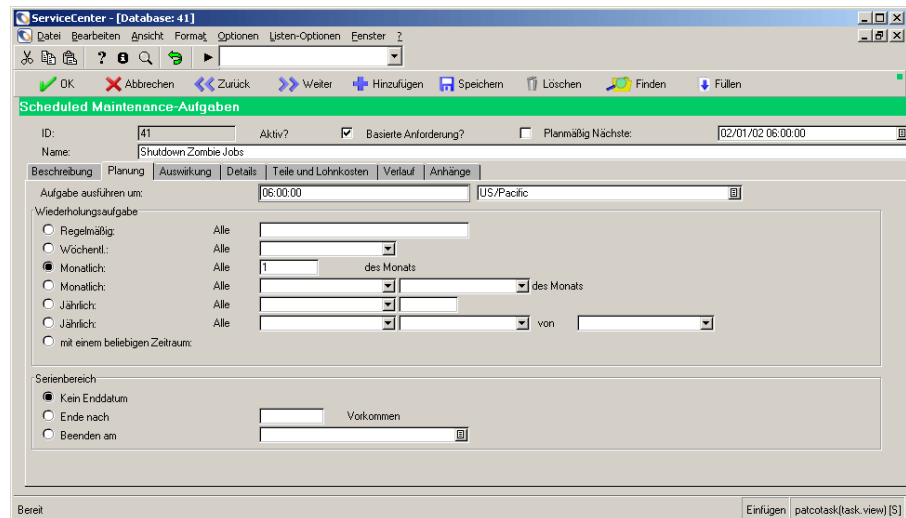 ServiceCenter - [Database: 41]
Datei Bearbeiten Ansicht Format Optionen Listen-Optionen Fenster ?
OK Abbrechen Zurück Weiter Hinzufügen Speichern Löschen Finden Füllen
Scheduled Maintenance-Aufgaben
ID: 41 Aktiv? Basierte Anforderung? Planmäßig Nächste: 02/01/02 06:00:00
Name: Shutdown Zombie Jobs
Beschreibung Planung Auswirkung Details Teile und Lohnkosten Verlauf Anhänge
Aufgabe ausführen um: 06:00:00 US/Pacific
Wiederholungsaufgabe
Regelmäßig: Alle
Wöchentl.: Alle
Monatlich: Alle 1 des Monats
Monatlich: Alle des Monats
Jährlich: Alle
Jährlich: Alle von
mit einem beliebigen Zeitraum:
Serienbereich
Kein Enddatum
Ende nach Vorkommen
Beenden am
Bereit Einfügen patcotask(task.view) [S]